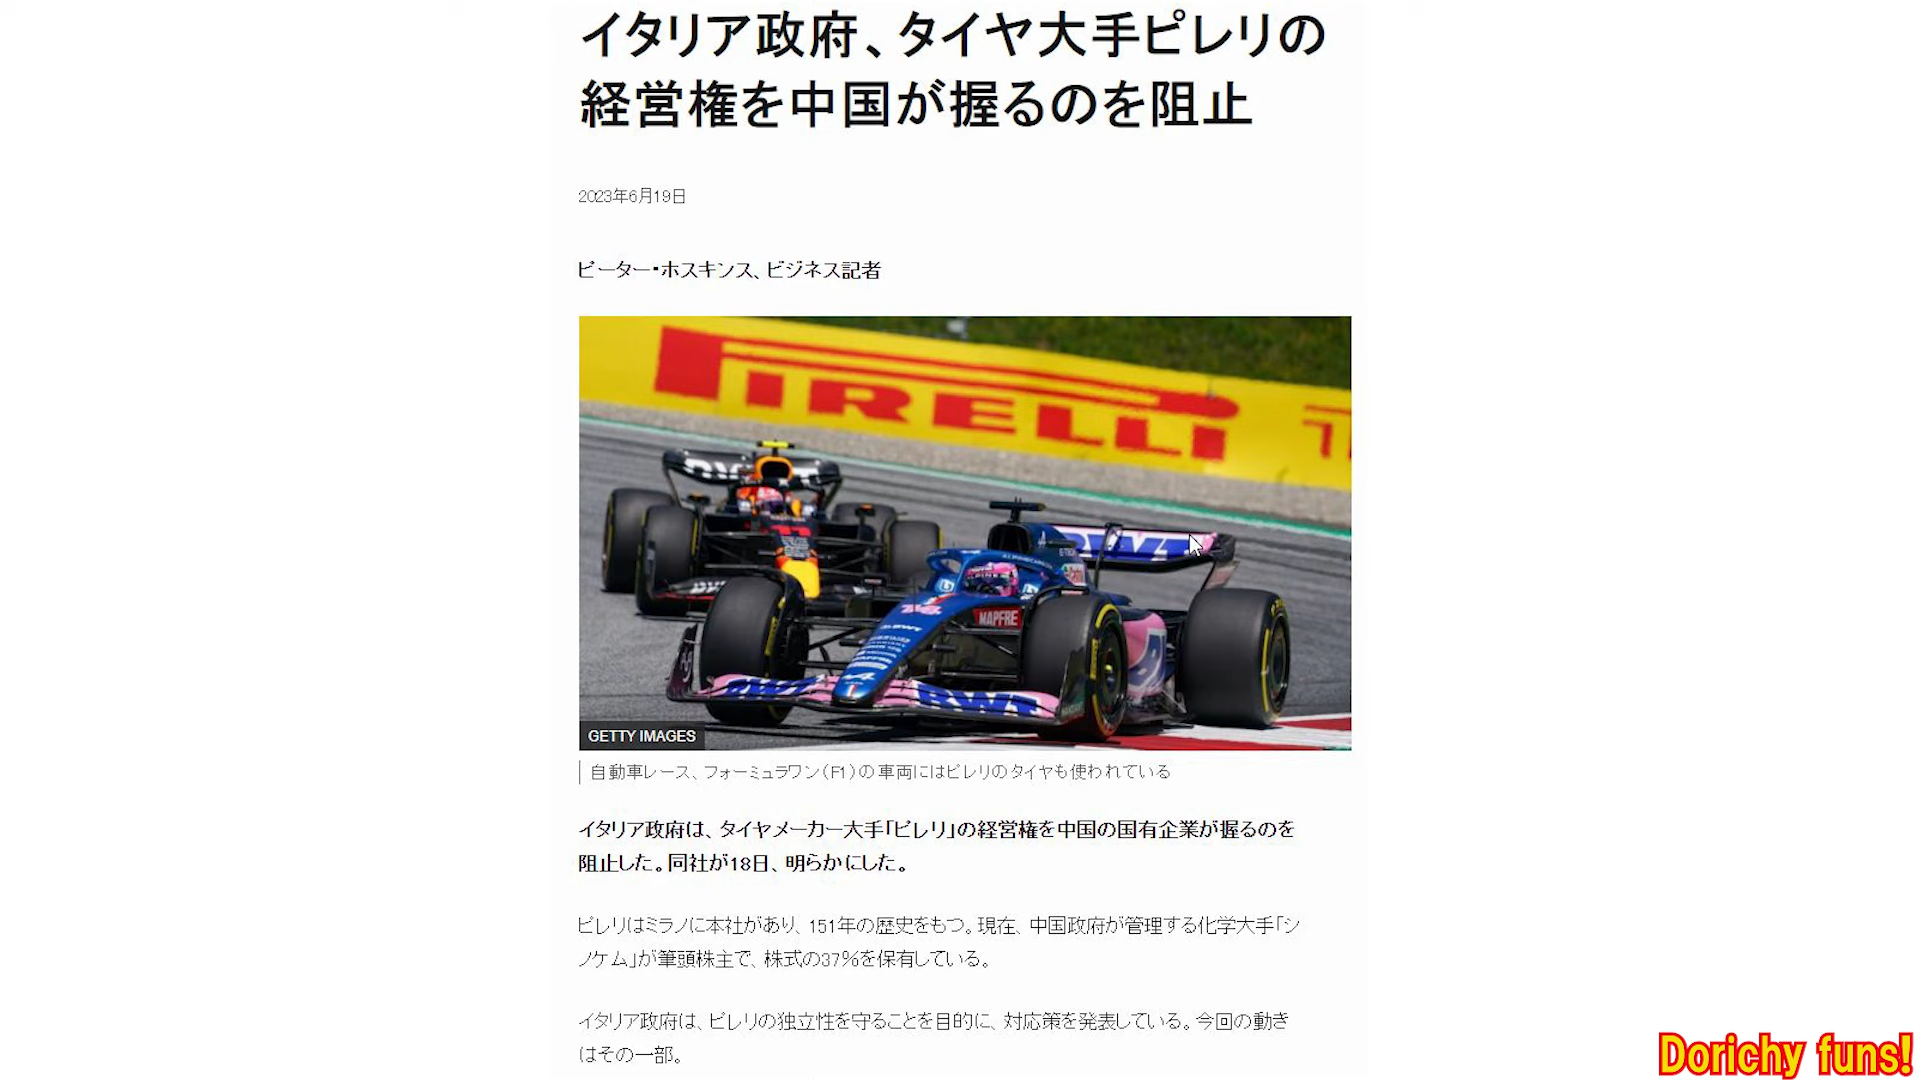 イタリア政府、タイヤ大手ピレリの
経営権を中国が握るのを阻止
2023年6月19日
ピーター・ホスキンス、ビジネス記者
PIRELLI
BWT
11
14
MAPFRE
BWT
BWT
BWT
GETTY IMAGES
自動車レース、フォーミュラワン(F1)の車両にはピレリのタイヤも使われている
イタリア政府は、タイヤメーカー大手「ピレリ」の経営権を中国の国有企業が握るのを
阻止した。同社が18日、明らかにした。
ピレリはミラノに本社があり、151年の歴史をもつ。現在、中国政府が管理する化学大手「シ
ノケム」が筆頭株主で、株式の37%を保有している。
イタリア政府は、ピレリの独立性を守ることを目的に、対応策を発表している。今回の動き
はその一部。
Dorichy funs!